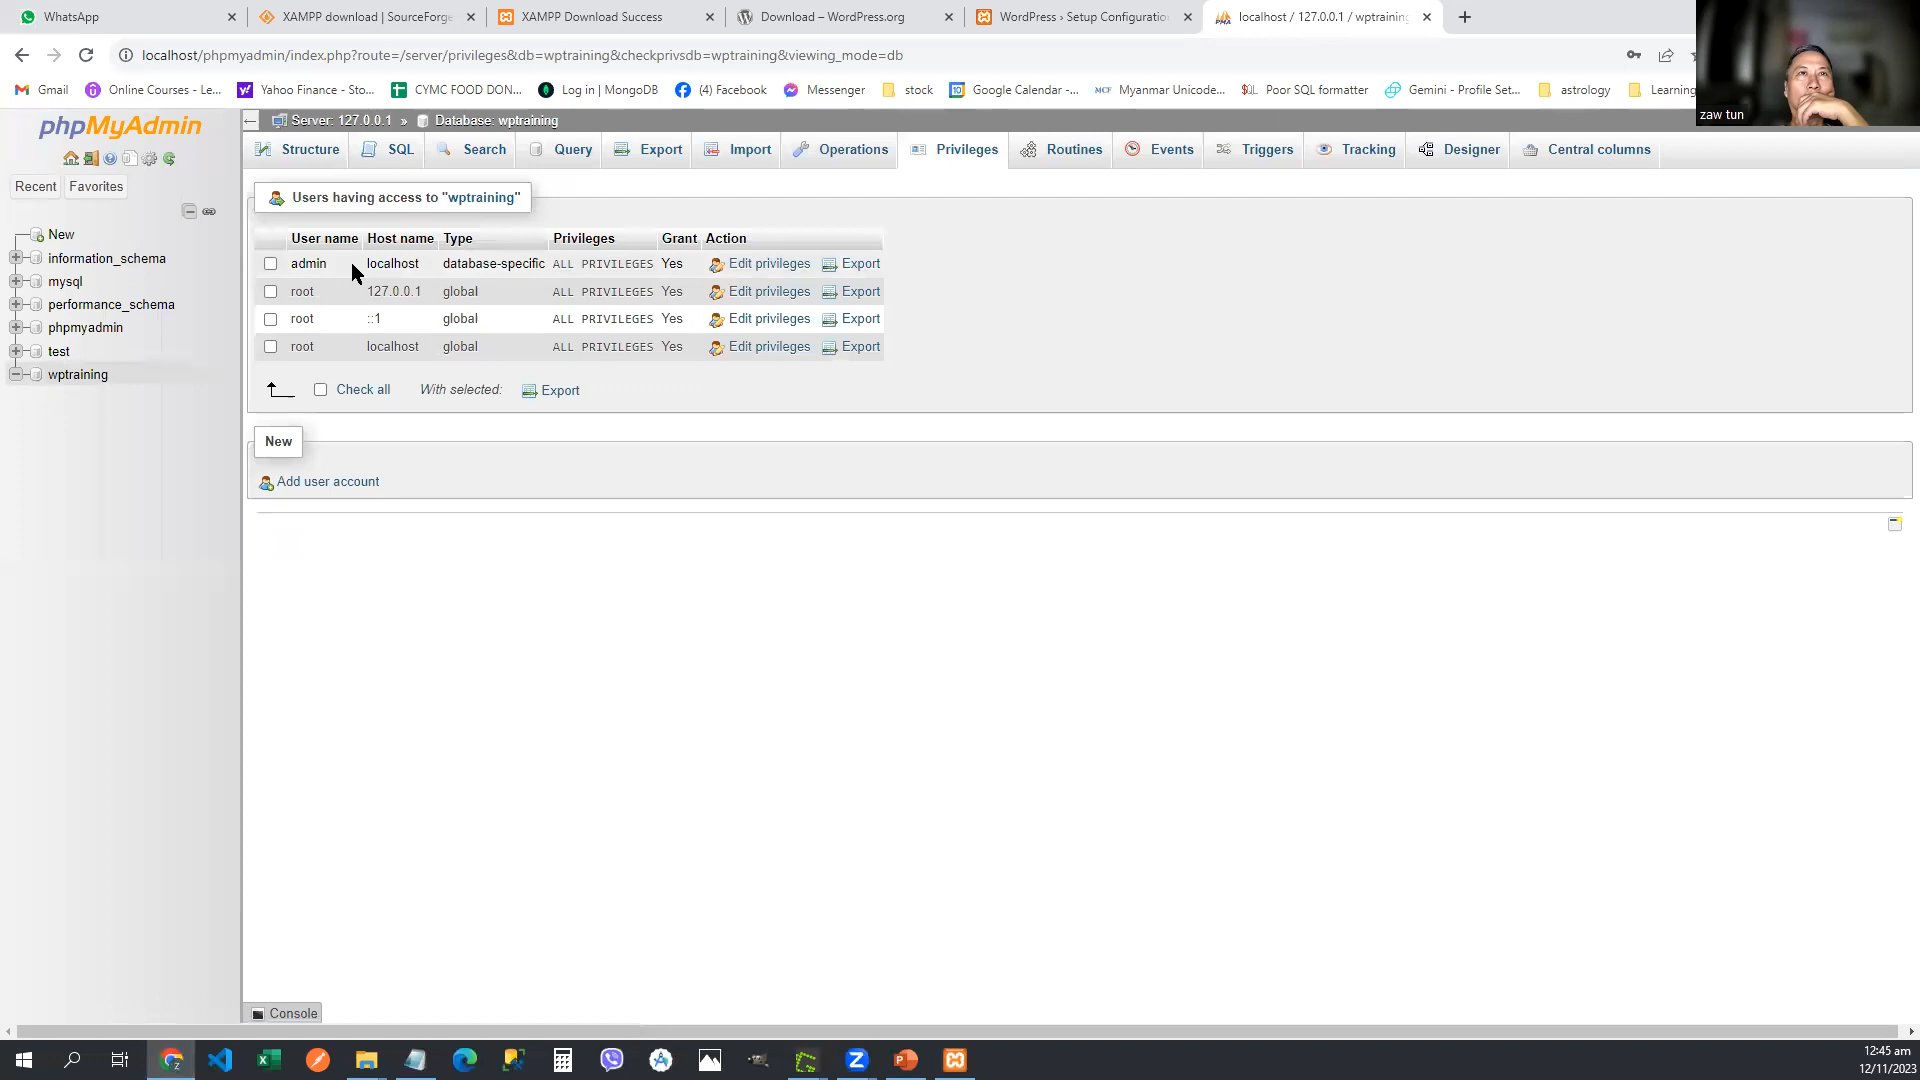 WhatsApp
XAMPP download | SourceForge
XAMPP Download Success
Download – WordPress.org
WordPress › Setup Configuration
localhost / 127.0.0.1 / wptraining
localhost/phpmyadmin/index.php?route=/server/privileges&db=wptraining&checkprivsdb=wptraining&viewing_mode=db
Gmail
Online Courses - Le...
Yahoo Finance - Sto...
CYMC FOOD DON...
Log in | MongoDB
(4) Facebook
Messenger
stock
Google Calendar -...
Myanmar Unicode...
Poor SQL formatter
Gemini - Profile Set...
astrology
Learning
zaw tun
phpMyAdmin
Recent
Favorites
New
information_schema
mysql
performance_schema
phpmyadmin
test
wptraining
Server: 127.0.0.1 » Database: wptraining
Structure
SQL
Search
Query
Export
Import
Operations
Privileges
Routines
Events
Triggers
Tracking
Designer
Central columns
Users having access to "wptraining"
User name Host name Type Privileges Grant Action
admin localhost database-specific ALL PRIVILEGES Yes Edit privileges Export
root 127.0.0.1 global ALL PRIVILEGES Yes Edit privileges Export
root ::1 global ALL PRIVILEGES Yes Edit privileges Export
root localhost global ALL PRIVILEGES Yes Edit privileges Export
Check all With selected: Export
New
Add user account
Console
12:45 am
12/11/2023